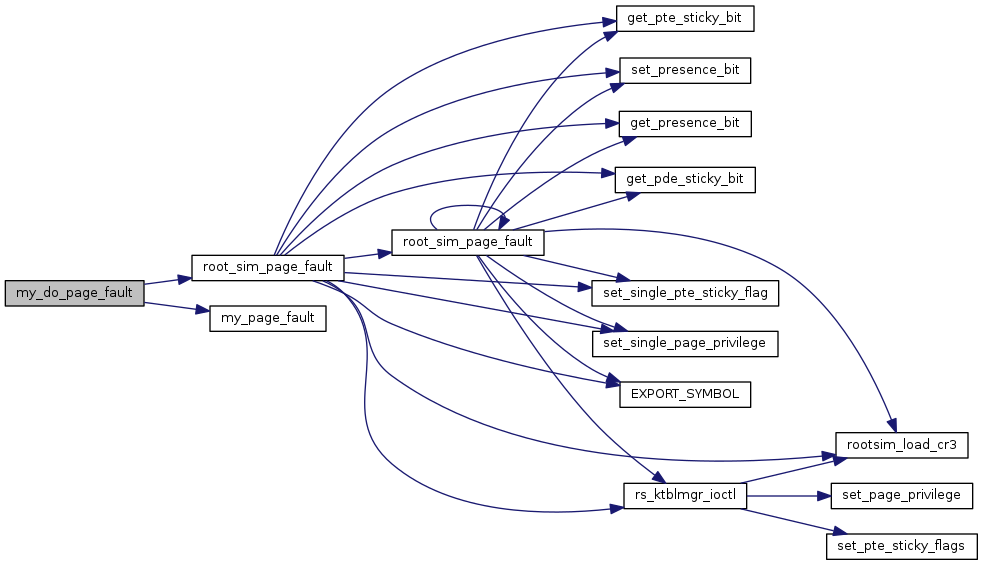 get_pte_sticky_bit
set_presence_bit
get_presence_bit
get_pde_sticky_bit
root_sim_page_fault
root_sim_page_fault
my_do_page_fault
set_single_pte_sticky_flag
my_page_fault
set_single_page_privilege
EXPORT_SYMBOL
rootsim_load_cr3
rs_ktblmgr_ioctl
set_page_privilege
set_pte_sticky_flags